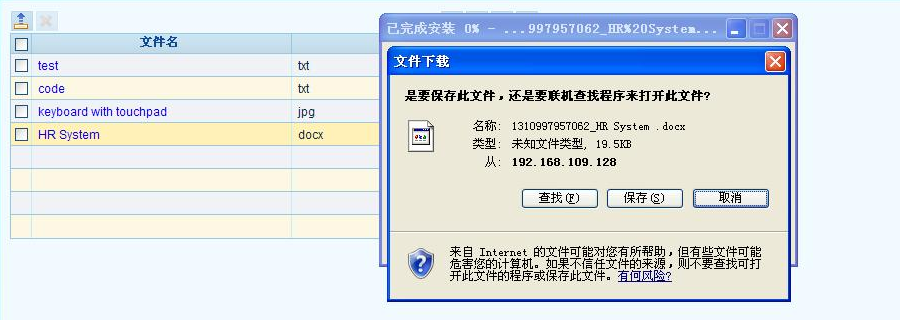 文件名
test txt
code txt
keyboard with touchpad jpg
HR System docx
已完成安装 0% - ...997957062_HR%20System...
文件下载
是要保存此文件，还是要联机查找程序来打开此文件?
名称: 1310997957062_HR System .docx
类型: 未知文件类型, 19.5KB
从: 192.168.109.128
查找(F) 保存(S) 取消
来自 Internet 的文件可能对您有所帮助，但有些文件可能
危害您的计算机。如果不信任文件的来源，则不要查找可打
开此文件的程序或保存此文件。有何风险?